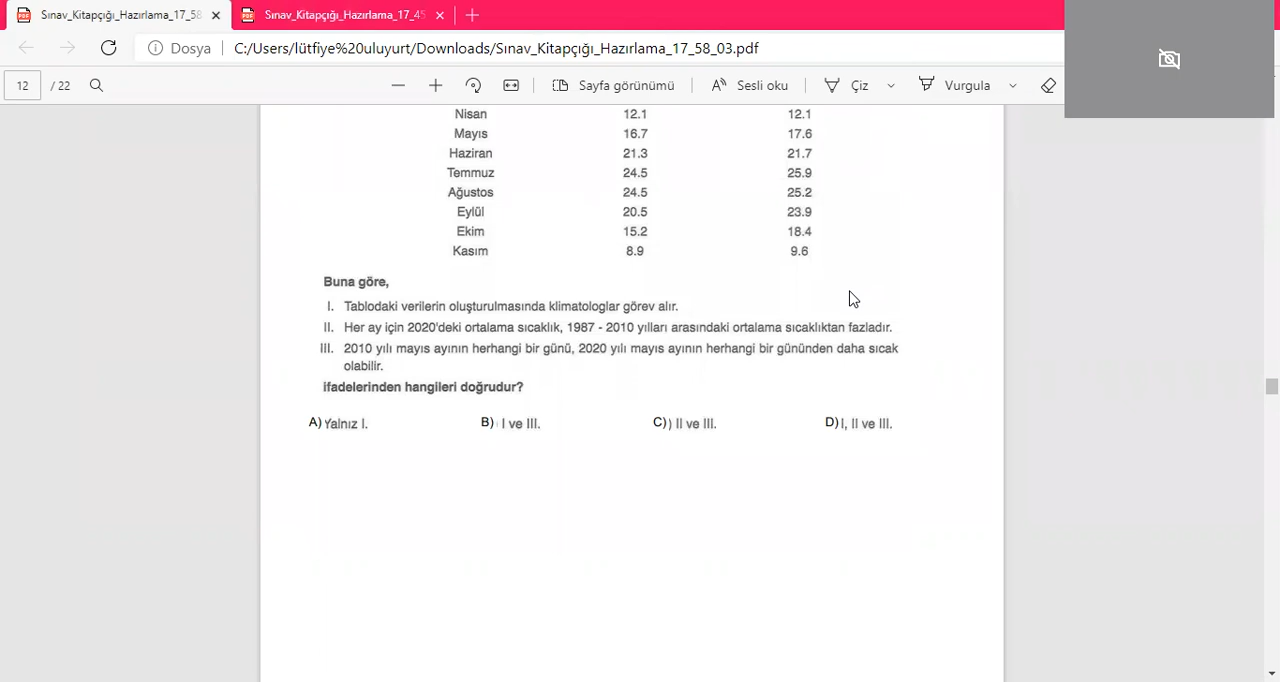 Sınav_Kitapçığı_Hazırlama_17_58
Sınav_Kitapçığı_Hazırlama_17_45
Dosya C:/Users/lütfiye%20uluyurt/Downloads/Sınav_Kitapçığı_Hazırlama_17_58_03.pdf
12 / 22 Sayfa görünümü Sesli oku Çiz Vurgula
Nisan 12.1 12.1
Mayıs 16.7 17.6
Haziran 21.3 21.7
Temmuz 24.5 25.9
Ağustos 24.5 25.2
Eylül 20.5 23.9
Ekim 15.2 18.4
Kasım 8.9 9.6
Buna göre,
I. Tablodaki verilerin oluşturulmasında klimatologlar görev alır.
II. Her ay için 2020'deki ortalama sıcaklık, 1987 - 2010 yılları arasındaki ortalama sıcaklıktan fazladır.
III. 2010 yılı mayıs ayının herhangi bir günü, 2020 yılı mayıs ayının herhangi bir gününden daha sıcak
olabilir.
ifadelerinden hangileri doğrudur?
A) Yalnız I. B) I ve III. C) ) II ve III. D) I, II ve III.